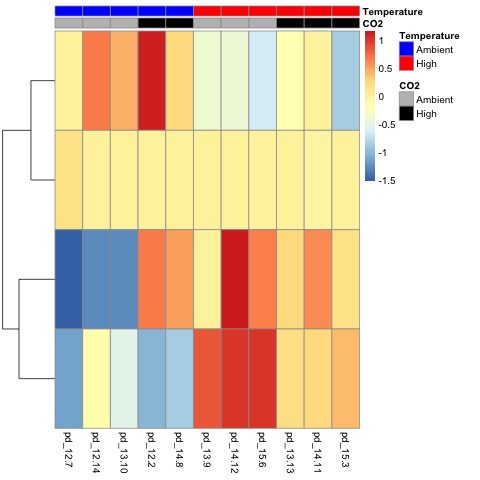 Temperature
CO2
1
0.5
0
-0.5
-1
-1.5
Temperature
Ambient
High
CO2
Ambient
High
pd_12.7
pd_12.14
pd_13.10
pd_12.2
pd_14.8
pd_13.9
pd_14.12
pd_15.6
pd_13.13
pd_14.11
pd_15.3